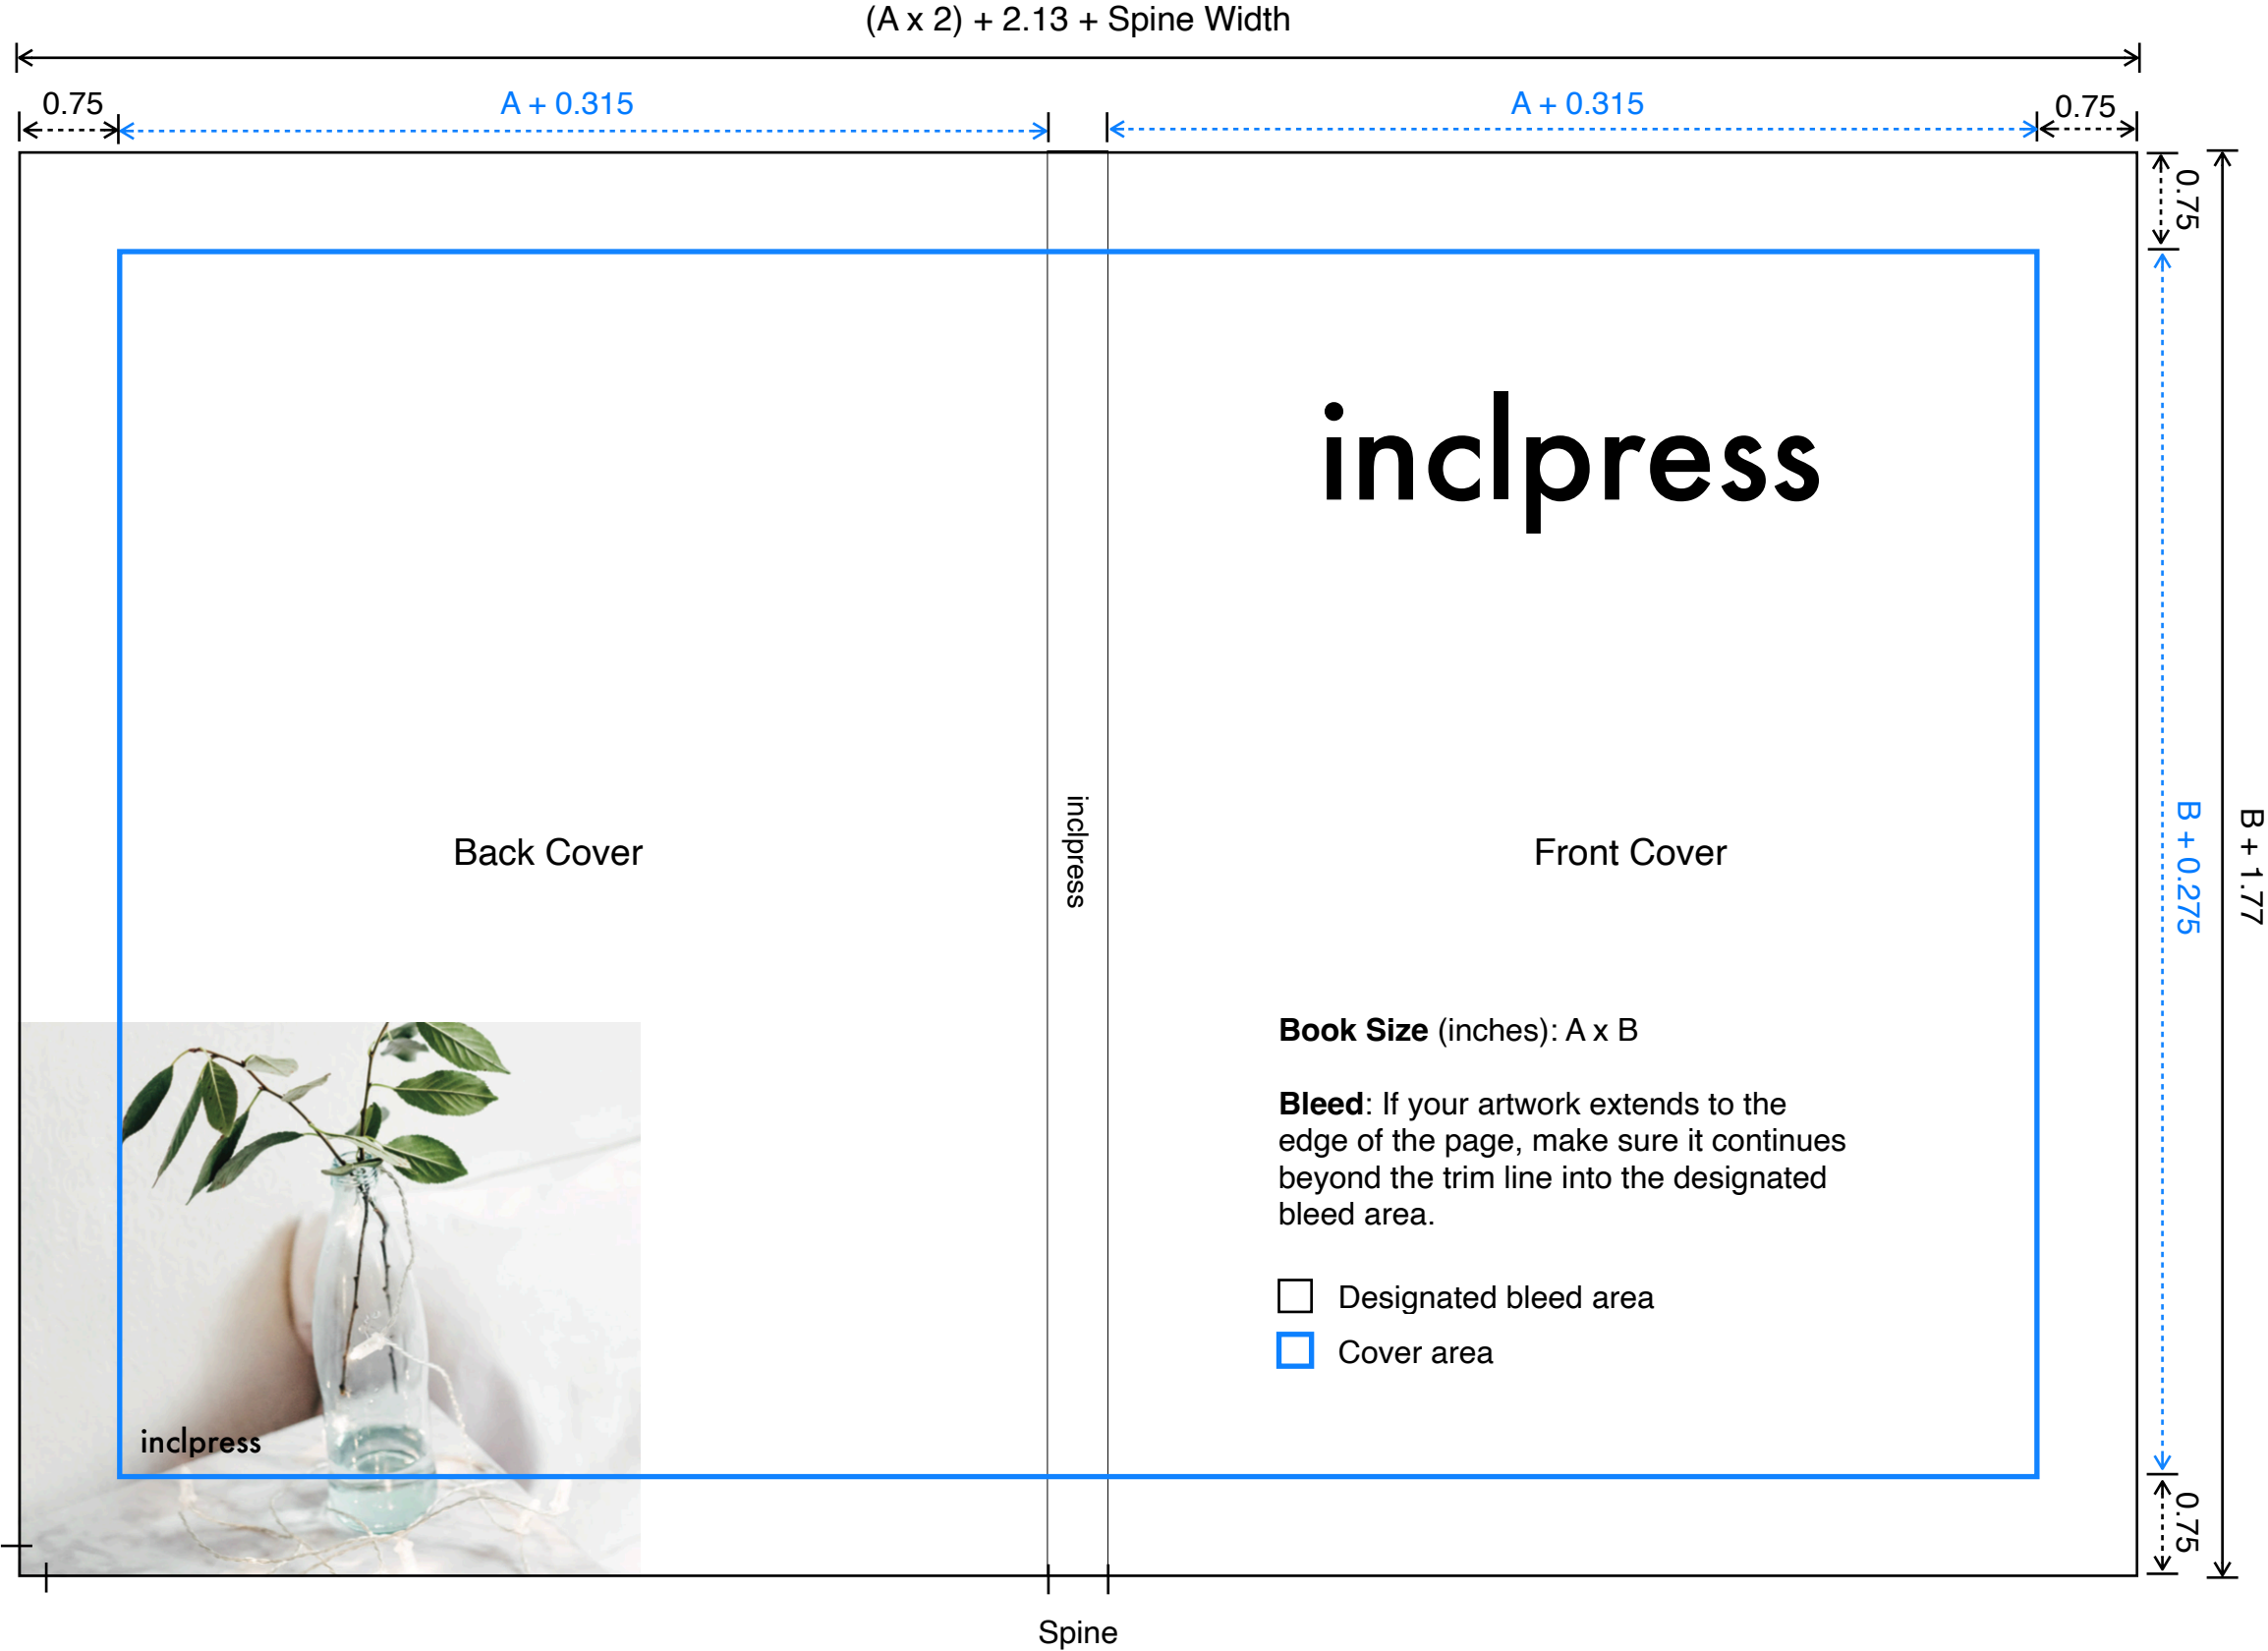 (A x 2) + 2.13 + Spine Width
0.75
A + 0.315
A + 0.315
0.75
0.75
inclpress
inclpress
Back Cover
Front Cover
B + 0.275
B + 1.77
Book Size (inches): A x B
Bleed: If your artwork extends to the
edge of the page, make sure it continues
beyond the trim line into the designated
bleed area.
Designated bleed area
Cover area
inclpress
0.75
Spine